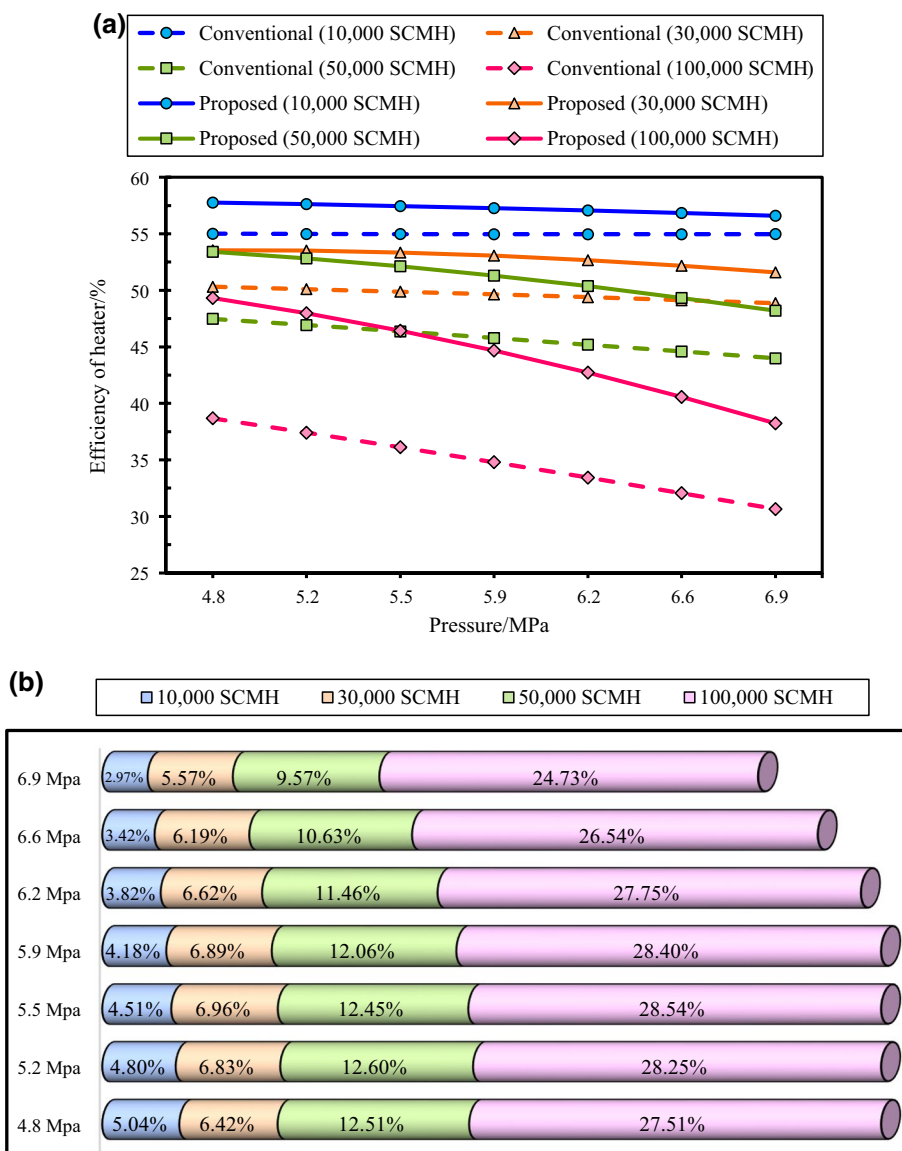 (a)
Conventional (10,000 SCMH) Conventional (30,000 SCMH)
Conventional (50,000 SCMH) Conventional (100,000 SCMH)
Proposed (10,000 SCMH) Proposed (30,000 SCMH)
Proposed (50,000 SCMH) Proposed (100,000 SCMH)
60
55
50
45
40
35
30
25
Efficiency of heater/%
4.8 5.2 5.5 5.9 6.2 6.6 6.9
Pressure/MPa
(b)
10,000 SCMH 30,000 SCMH 50,000 SCMH 100,000 SCMH
6.9 Mpa 2.97% 5.57% 9.57% 24.73%
6.6 Mpa 3.42% 6.19% 10.63% 26.54%
6.2 Mpa 3.82% 6.62% 11.46% 27.75%
5.9 Mpa 4.18% 6.89% 12.06% 28.40%
5.5 Mpa 4.51% 6.96% 12.45% 28.54%
5.2 Mpa 4.80% 6.83% 12.60% 28.25%
4.8 Mpa 5.04% 6.42% 12.51% 27.51%